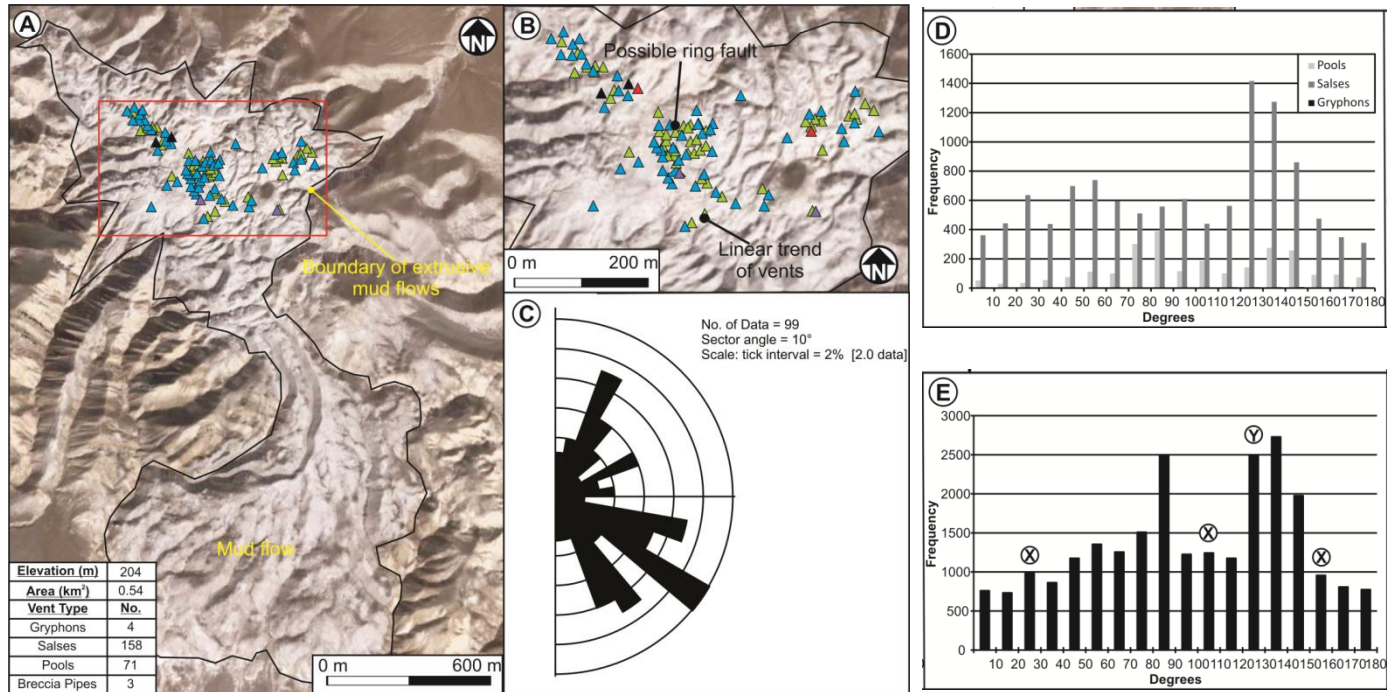 A
N
Boundary of extrusive
mud flows
Mud flow
Elevation (m) 204
Area (km²) 0.54
Vent Type No.
Gryphons 4
Salses 158
Pools 71
Breccia Pipes 3
0 m 600 m
B
Possible ring fault
Linear trend
of vents
N
0 m 200 m
C
No. of Data = 99
Sector angle = 10°
Scale: tick interval = 2% [2.0 data]
D
1600
1400
1200
1000
800
600
400
200
0
Frequency
Pools
Salses
Gryphons
10 20 30 40 50 60 70 80 90 100 110 120 130 140 150 160 170 180
Degrees
E
3000
2500
2000
1500
1000
500
0
Frequency
X
X
Y
X
10 20 30 40 50 60 70 80 90 100 110 120 130 140 150 160 170 180
Degrees